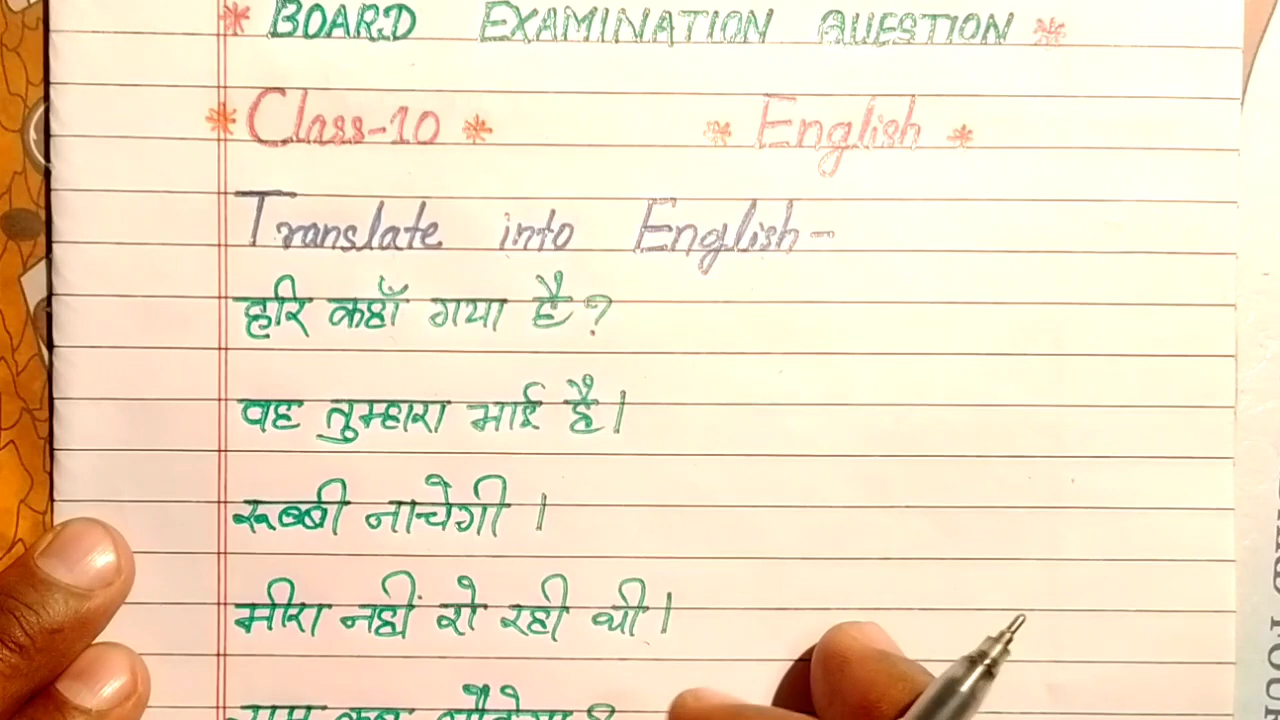 * BOARD EXAMINATION QUESTION *
* Class-10 * * English *
Translate into English-
हरि कहाँ गया है?
वह तुम्हारा भाई है।
रूब्बी नाचेगी।
मीरा नहीं रो रही थी।